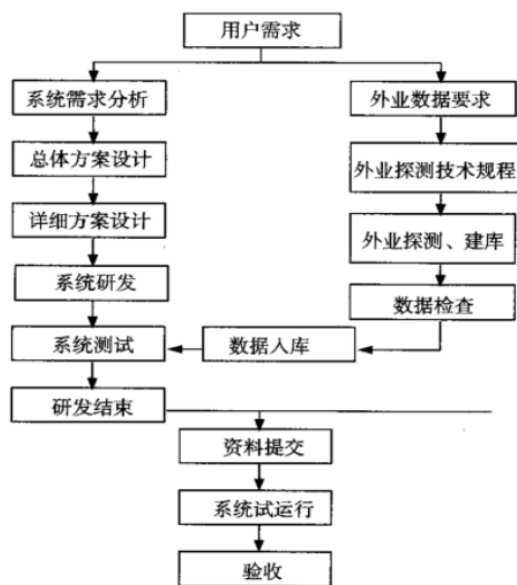 用户需求
系统需求分析
外业数据要求
总体方案设计
外业探测技术规程
详细方案设计
外业探测、建库
系统研发
数据检查
系统测试
数据入库
研发结束
资料提交
系统试运行
验收